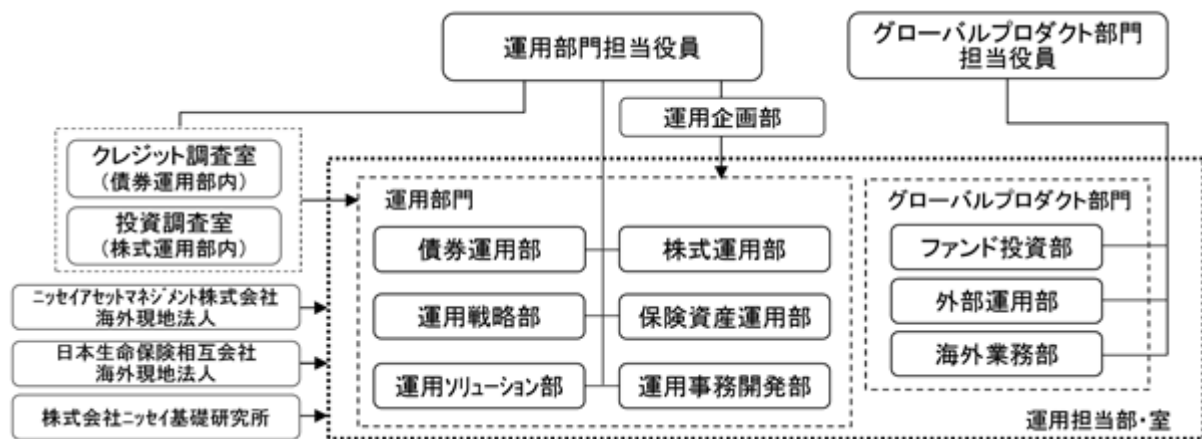 運用部門担当役員
グローバルプロダクト部門
担当役員
運用企画部
クレジット調査室
(債券運用部内)
投資調査室
(株式運用部内)
運用部門
グローバルプロダクト部門
債券運用部
株式運用部
ファンド投資部
ニッセイアセットマネジメント株式会社
海外現地法人
運用戦略部
保険資産運用部
外部運用部
日本生命保険相互会社
海外現地法人
運用ソリューション部
運用事務開発部
海外業務部
株式会社ニッセイ基礎研究所
運用担当部・室